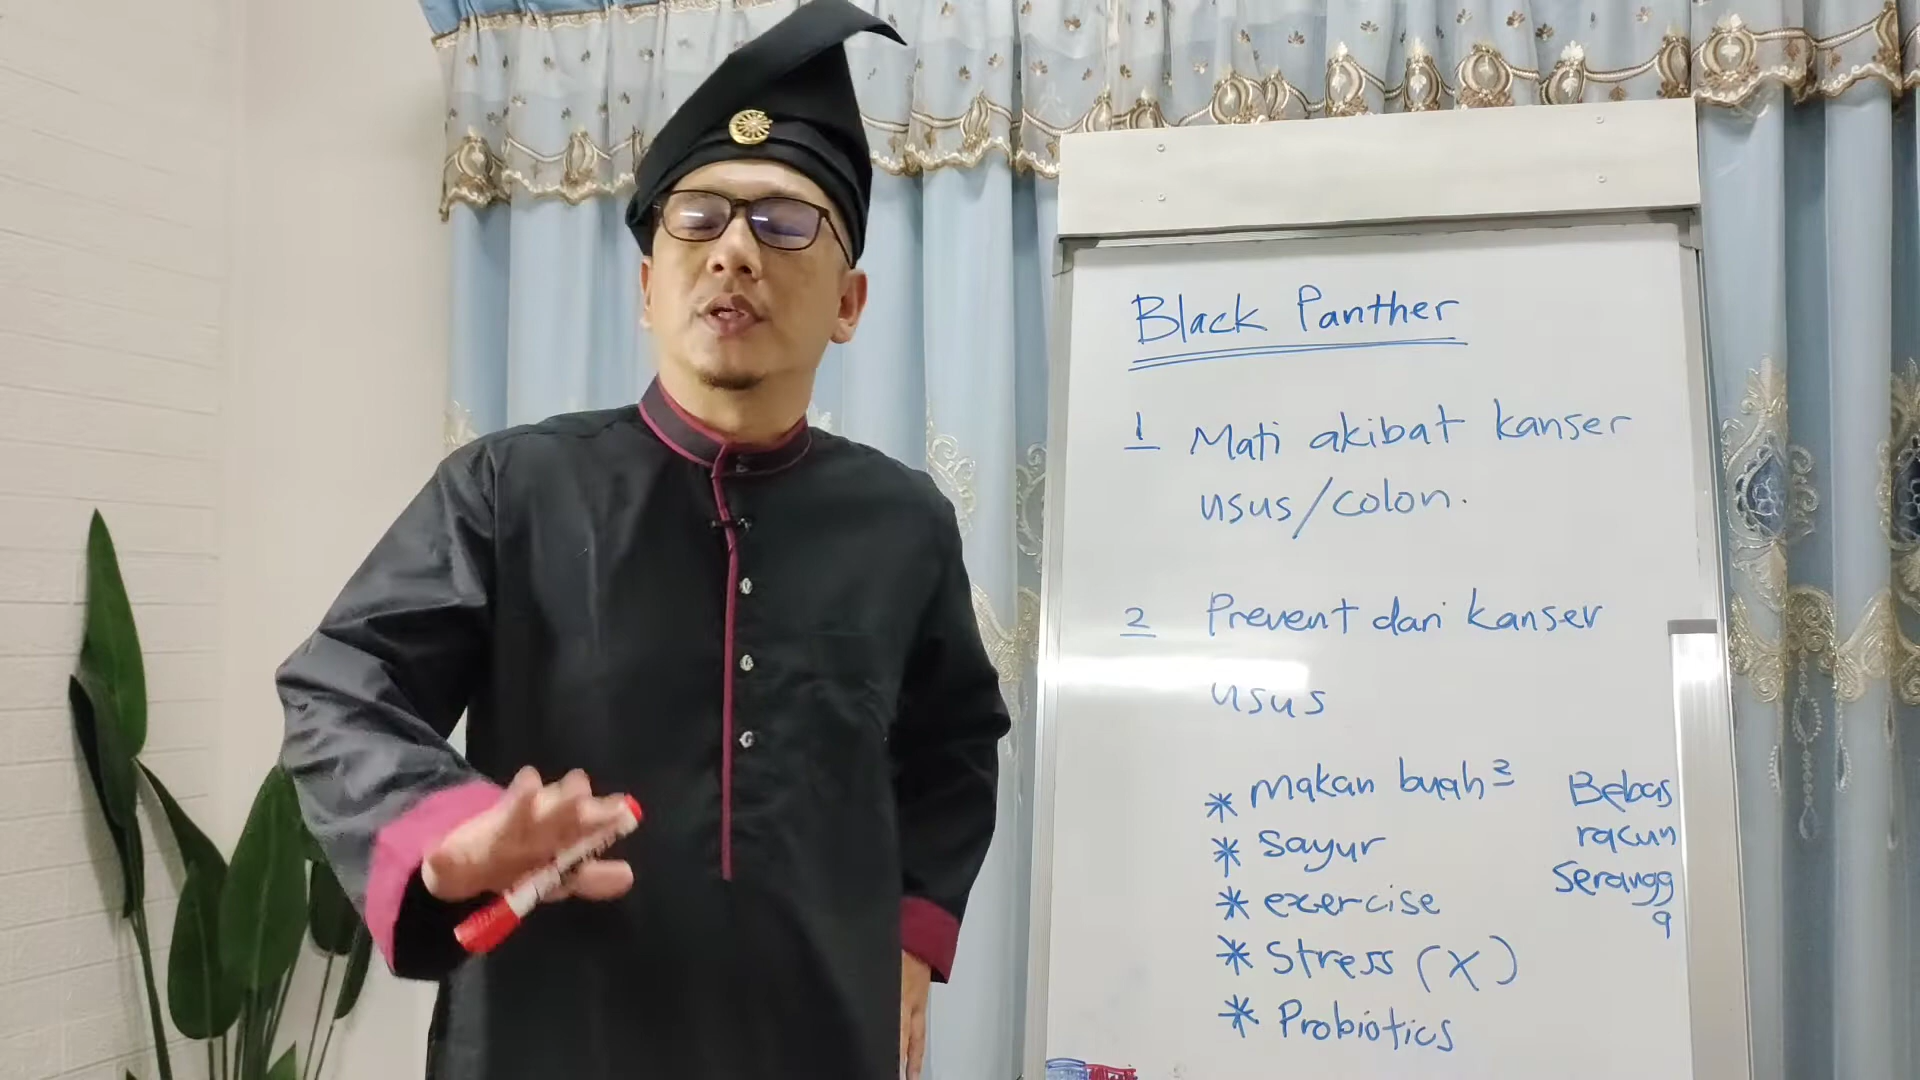 Black Panther
1 Mati akibat kanser
usus/colon.
2 Prevent dari kanser
usus
* Makan buah2
* Sayur
* exercise
* Stress (X)
* Probiotics
Bebas
racun
Serangg
a